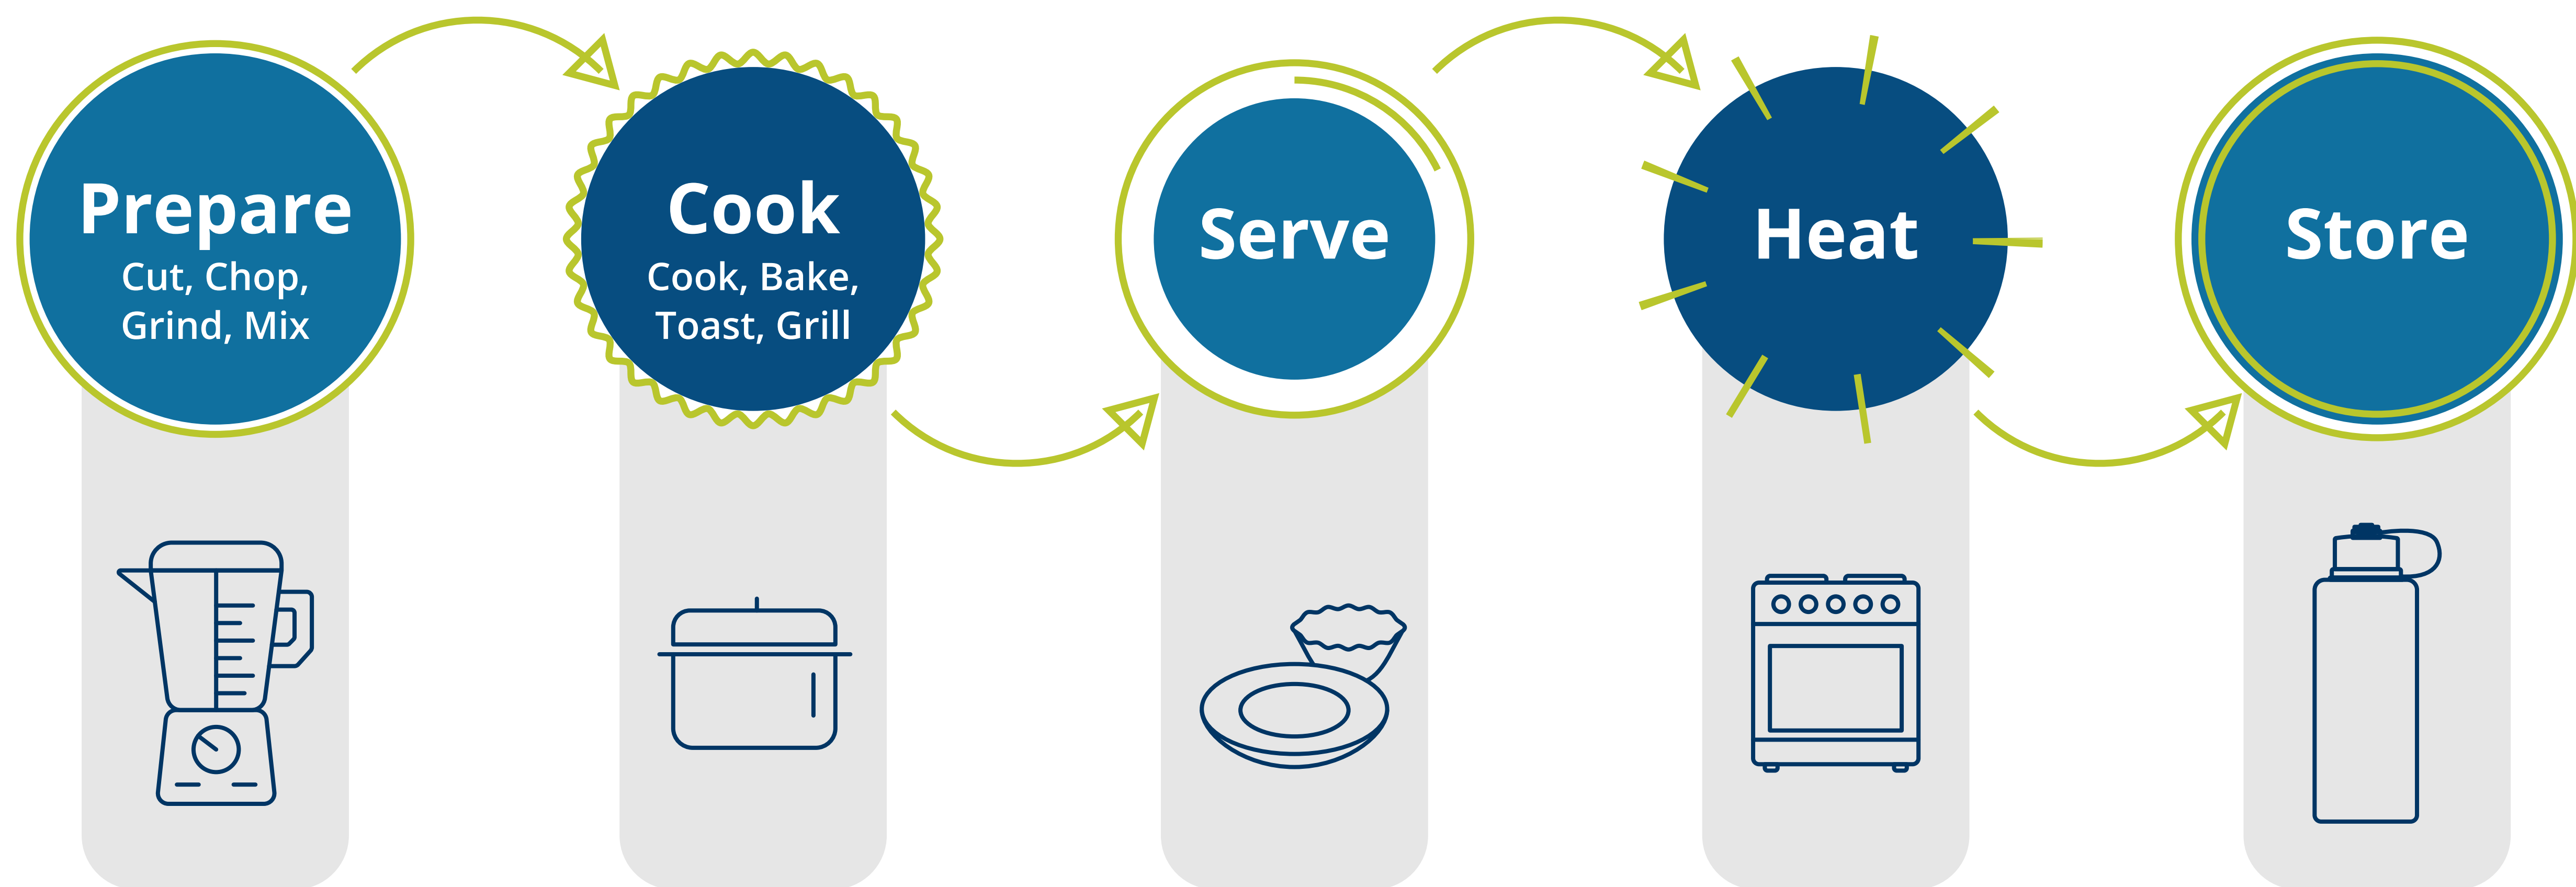 Prepare
Cut, Chop,
Grind, Mix
Cook
Cook, Bake,
Toast, Grill
Serve
Heat
Store